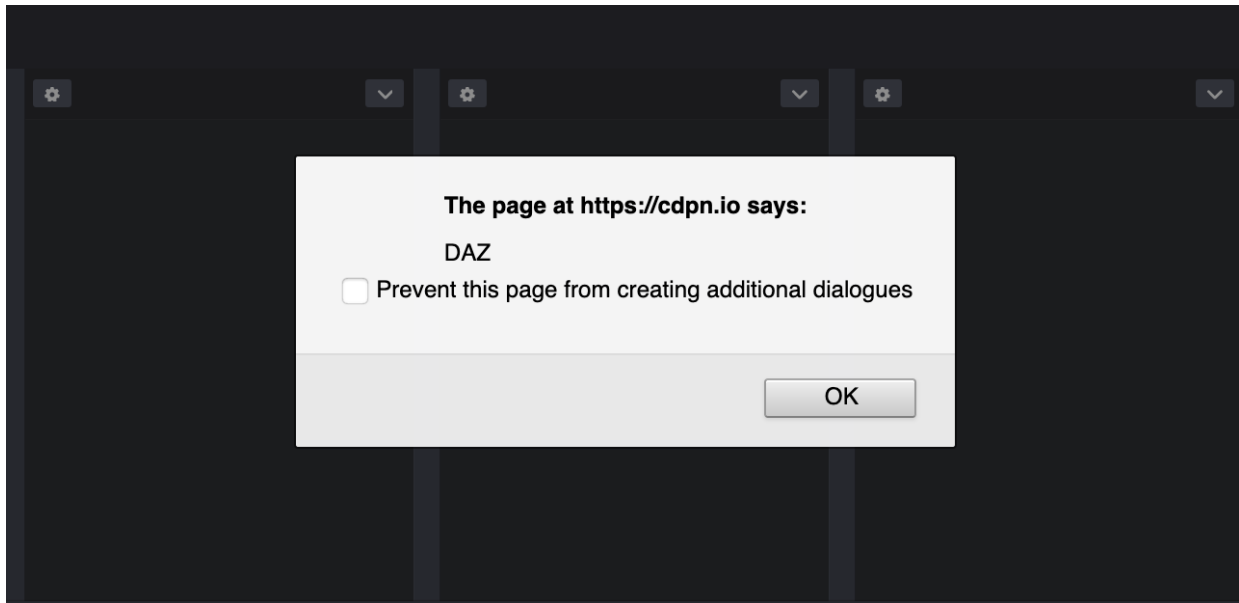 The page at https://cdpn.io says:
DAZ
Prevent this page from creating additional dialogues
OK